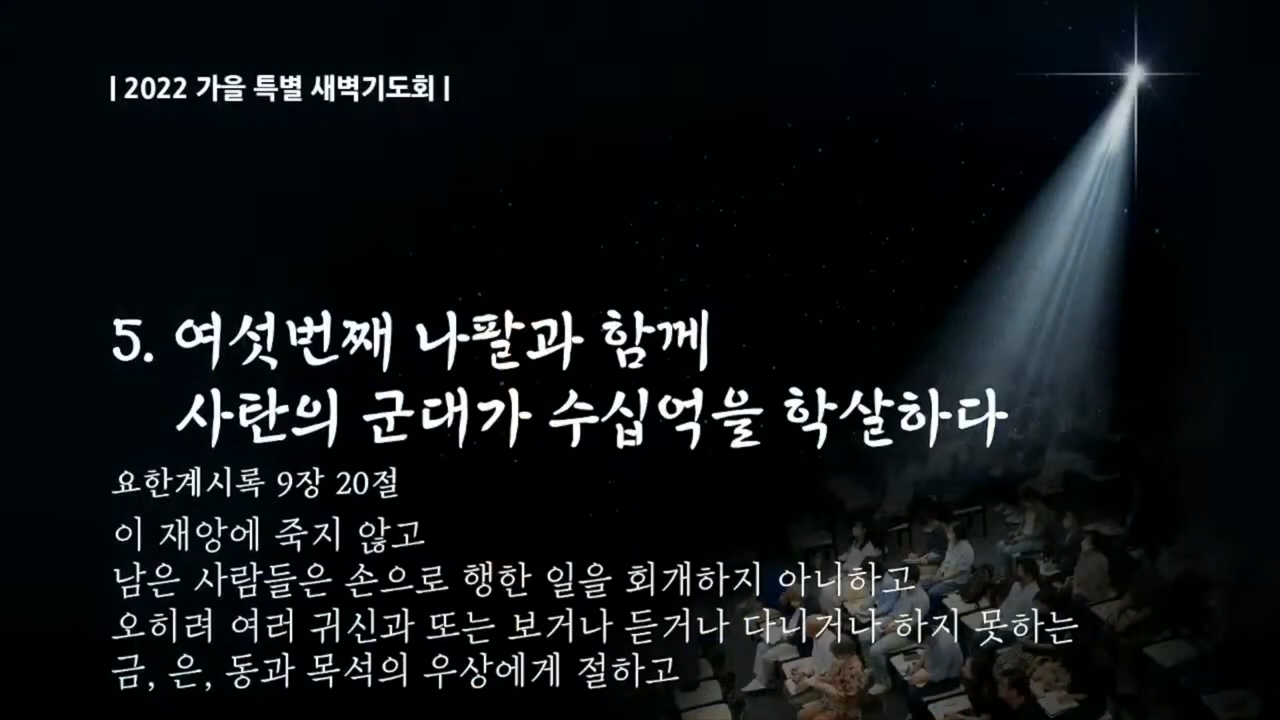 | 2022 가을 특별 새벽기도회 |
5. 여섯번째 나팔과 함께
사탄의 군대가 수십억을 학살하다
요한계시록 9장 20절
이 재앙에 죽지 않고
남은 사람들은 손으로 행한 일을 회개하지 아니하고
오히려 여러 귀신과 또는 보거나 듣거나 다니거나 하지 못하는
금, 은, 동과 목석의 우상에게 절하고